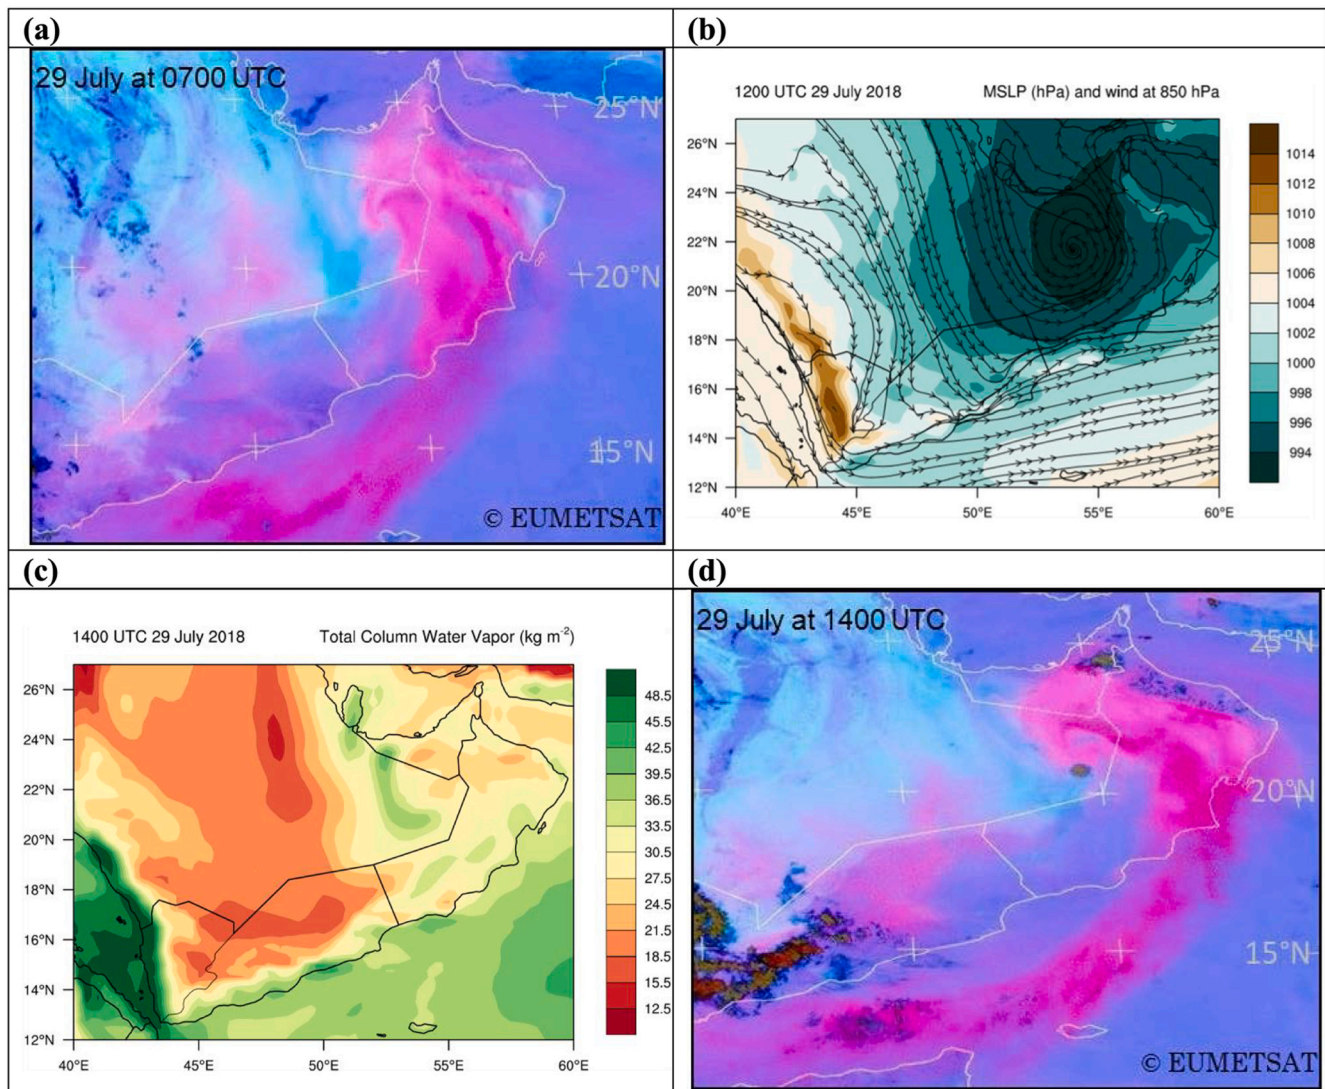 (a)
29 July at 0700 UTC
25°N
20°N
15°N
© EUMETSAT
(b)
1200 UTC 29 July 2018 MSLP (hPa) and wind at 850 hPa
26°N
24°N
22°N
20°N
18°N
16°N
14°N
12°N
40°E 45°E 50°E 55°E 60°E
1014
1012
1010
1008
1006
1004
1002
1000
998
996
994
(c)
1400 UTC 29 July 2018 Total Column Water Vapor (kg m⁻²)
26°N
24°N
22°N
20°N
18°N
16°N
14°N
12°N
40°E 45°E 50°E 55°E 60°E
48.5
45.5
42.5
39.5
36.5
33.5
30.5
27.5
24.5
21.5
18.5
15.5
12.5
(d)
29 July at 1400 UTC
25°N
20°N
15°N
© EUMETSAT